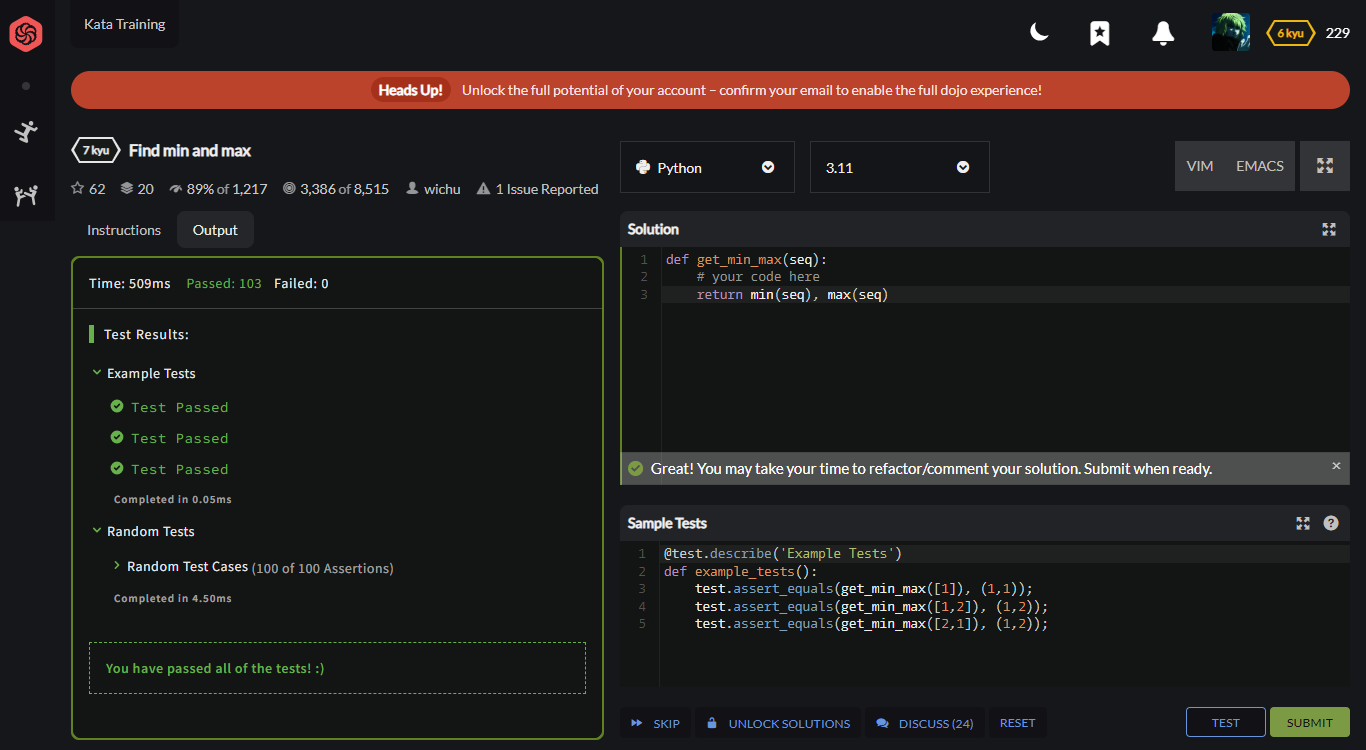 Kata Training
6 kyu 229
Heads Up! Unlock the full potential of your account – confirm your email to enable the full dojo experience!
7 kyu Find min and max
62 20 89% of 1,217 3,386 of 8,515 wichu 1 Issue Reported
Instructions Output
Time: 509ms Passed: 103 Failed: 0
Test Results:
Example Tests
Test Passed
Test Passed
Test Passed
Completed in 0.05ms
Random Tests
Random Test Cases (100 of 100 Assertions)
Completed in 4.50ms
You have passed all of the tests! :)
Python 3.11 VIM EMACS
Solution
1 def get_min_max(seq):
2     # your code here
3     return min(seq), max(seq)
Great! You may take your time to refactor/comment your solution. Submit when ready. ×
Sample Tests ?
1 @test.describe('Example Tests')
2 def example_tests():
3     test.assert_equals(get_min_max([1]), (1,1));
4     test.assert_equals(get_min_max([1,2]), (1,2));
5     test.assert_equals(get_min_max([2,1]), (1,2));
SKIP UNLOCK SOLUTIONS DISCUSS (24) RESET TEST SUBMIT